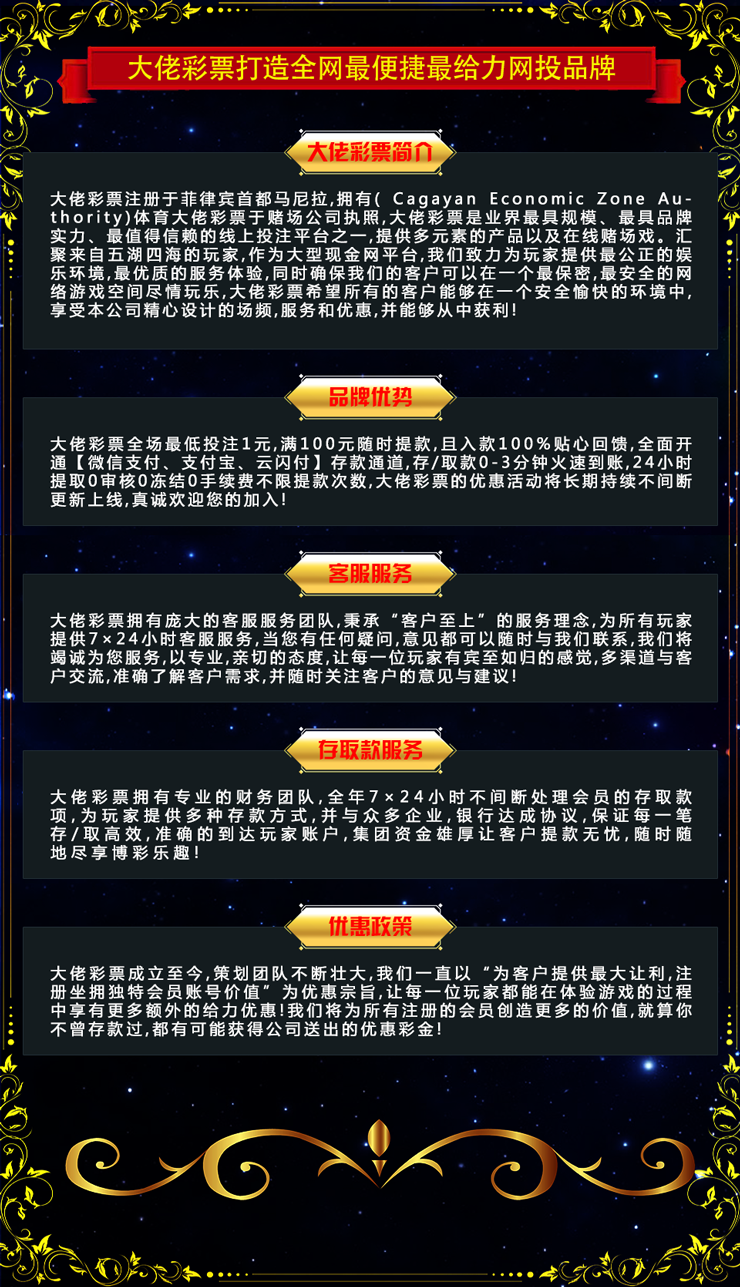 大佬彩票打造全网最便捷最给力网投品牌
大佬彩票简介
大佬彩票注册于菲律宾首都马尼拉,拥有( Cagayan Economic Zone Au-
thority)体育大佬彩票于赌场公司执照,大佬彩票是业界最具规模、最具品牌
实力、最值得信赖的线上投注平台之一,提供多元素的产品以及在线赌场戏。汇
聚来自五湖四海的玩家,作为大型现金网平台,我们致力为玩家提供最公正的娱
乐环境,最优质的服务体验,同时确保我们的客户可以在一个最保密,最安全的网
络游戏空间尽情玩乐,大佬彩票希望所有的客户能够在一个安全愉快的环境中,
享受本公司精心设计的场频,服务和优惠,并能够从中获利!
品牌优势
大佬彩票全场最低投注1元,满100元随时提款,且入款100%贴心回馈,全面开
通【微信支付、支付宝、云闪付】存款通道,存/取款0-3分钟火速到账,24小时
提取0审核0冻结0手续费不限提款次数,大佬彩票的优惠活动将长期持续不间断
更新上线,真诚欢迎您的加入!
客服服务
大佬彩票拥有庞大的客服服务团队,秉承“客户至上”的服务理念,为所有玩家
提供7×24小时客服服务,当您有任何疑问,意见都可以随时与我们联系,我们将
竭诚为您服务,以专业,亲切的态度,让每一位玩家有宾至如归的感觉,多渠道与客
户交流,准确了解客户需求,并随时关注客户的意见与建议!
存取款服务
大佬彩票拥有专业的财务团队,全年7×24小时不间断处理会员的存取款
项,为玩家提供多种存款方式,并与众多企业,银行达成协议,保证每一笔
存/取高效,准确的到达玩家账户,集团资金雄厚让客户提款无忧,随时随
地尽享博彩乐趣!
优惠政策
大佬彩票成立至今,策划团队不断壮大,我们一直以“为客户提供最大让利,注
册坐拥独特会员账号价值”为优惠宗旨,让每一位玩家都能在体验游戏的过程
中享有更多额外的给力优惠!我们将为所有注册的会员创造更多的价值,就算你
不曾存款过,都有可能获得公司送出的优惠彩金!